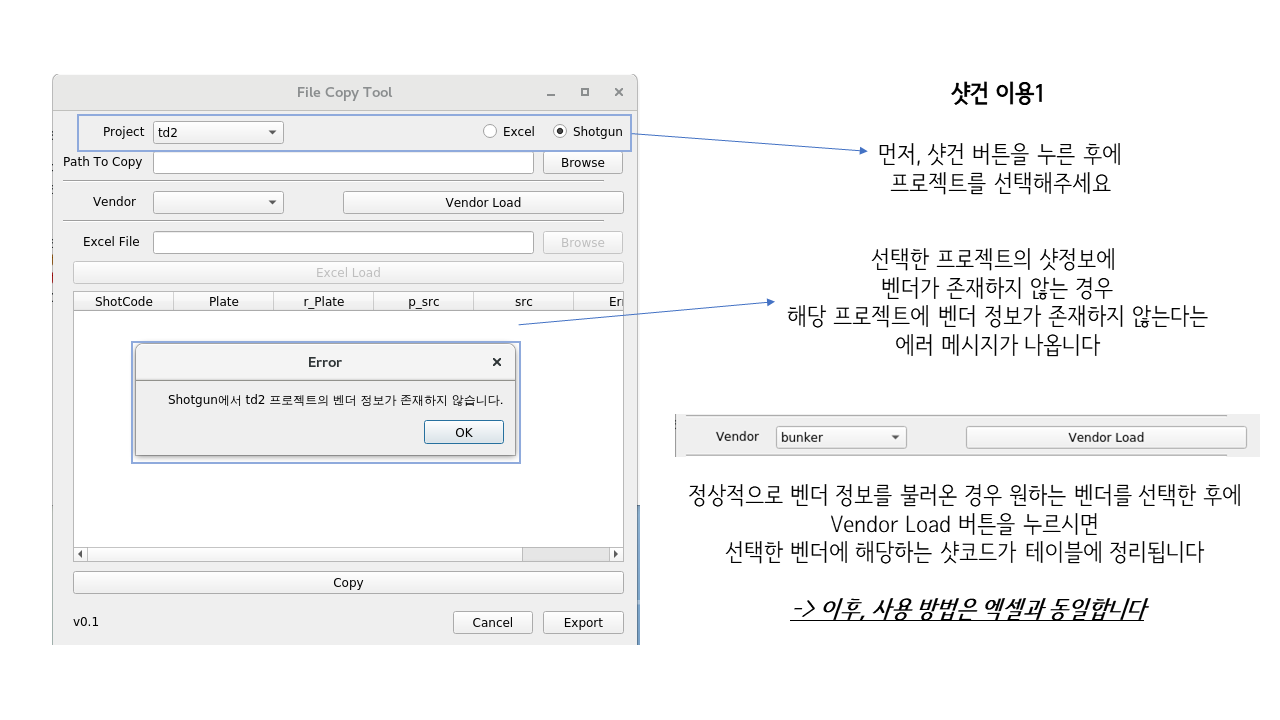 File Copy Tool
Project td2 Excel Shotgun
Path To Copy Browse
Vendor Vendor Load
Excel File Browse
Excel Load
ShotCode Plate r_Plate p_src src Err
Error
Shotgun에서 td2 프로젝트의 벤더 정보가 존재하지 않습니다.
OK
Copy
v0.1 Cancel Export
샷건 이용1
먼저, 샷건 버튼을 누른 후에
프로젝트를 선택해주세요
선택한 프로젝트의 샷정보에
벤더가 존재하지 않는 경우
해당 프로젝트에 벤더 정보가 존재하지 않는다는
에러 메시지가 나옵니다
Vendor bunker Vendor Load
정상적으로 벤더 정보를 불러온 경우 원하는 벤더를 선택한 후에
Vendor Load 버튼을 누르시면
선택한 벤더에 해당하는 샷코드가 테이블에 정리됩니다
-> 이후, 사용 방법은 엑셀과 동일합니다